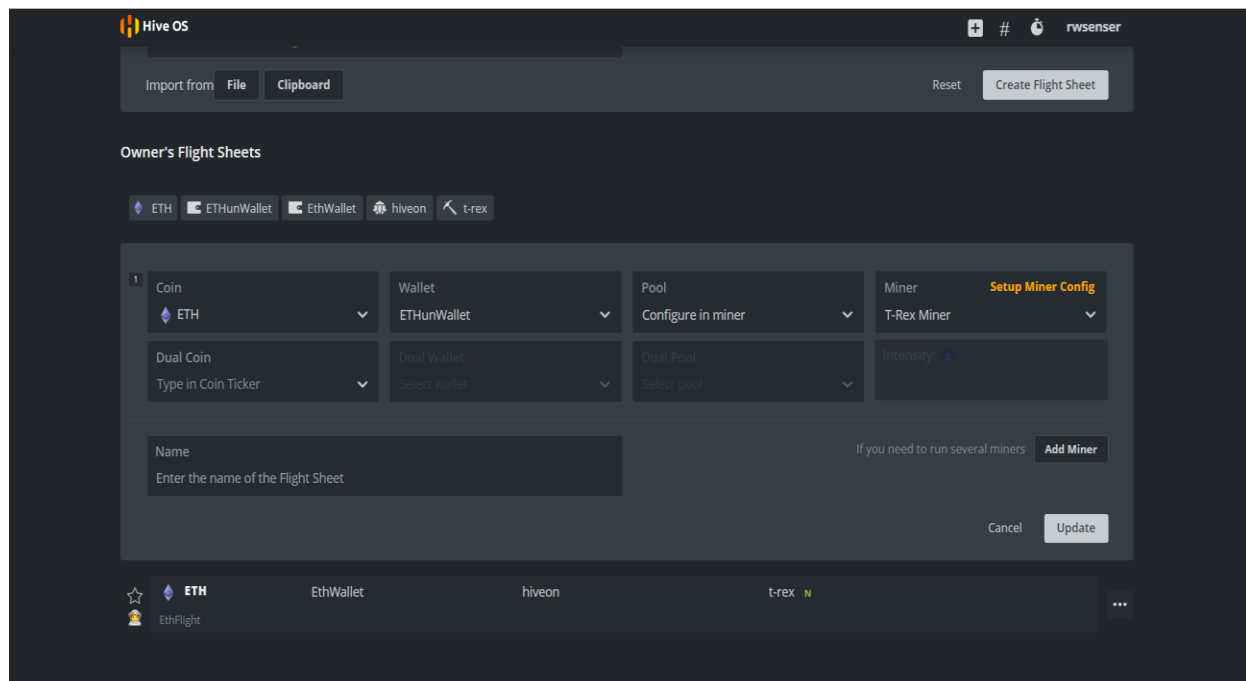 Hive OS
# rwsenser
Import from File Clipboard Reset Create Flight Sheet
Owner's Flight Sheets
ETH ETHunWallet EthWallet hiveon t-rex
1
Coin Wallet Pool Miner Setup Miner Config
ETH ETHunWallet Configure in miner T-Rex Miner
Dual Coin Dual Wallet Dual Pool Intensity:
Type in Coin Ticker Select wallet Select pool
Name
Enter the name of the Flight Sheet
If you need to run several miners Add Miner
Cancel Update
ETH EthWallet hiveon t-rex N
EthFlight